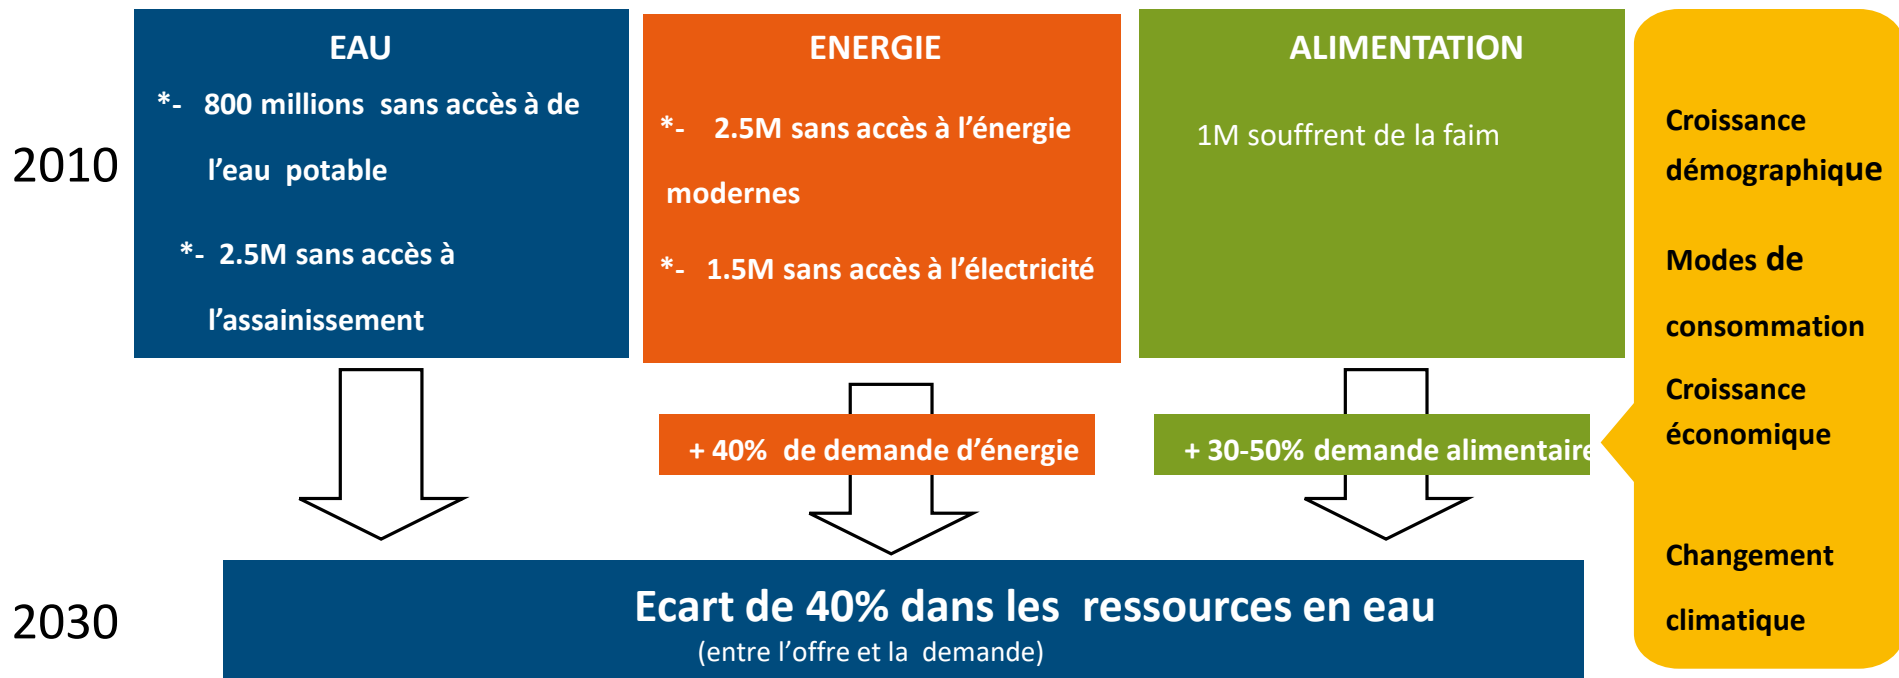 EAU
*- 800 millions sans accès à de
l’eau potable
*- 2.5M sans accès à
l’assainissement
ENERGIE
*- 2.5M sans accès à l’énergie
modernes
*- 1.5M sans accès à l’électricité
ALIMENTATION
1M souffrent de la faim
2010
+ 40% de demande d’énergie
+ 30-50% demande alimentaire
Croissance
démographique
Modes de
consommation
Croissance
économique
Changement
climatique
2030
Ecart de 40% dans les ressources en eau
(entre l’offre et la demande)